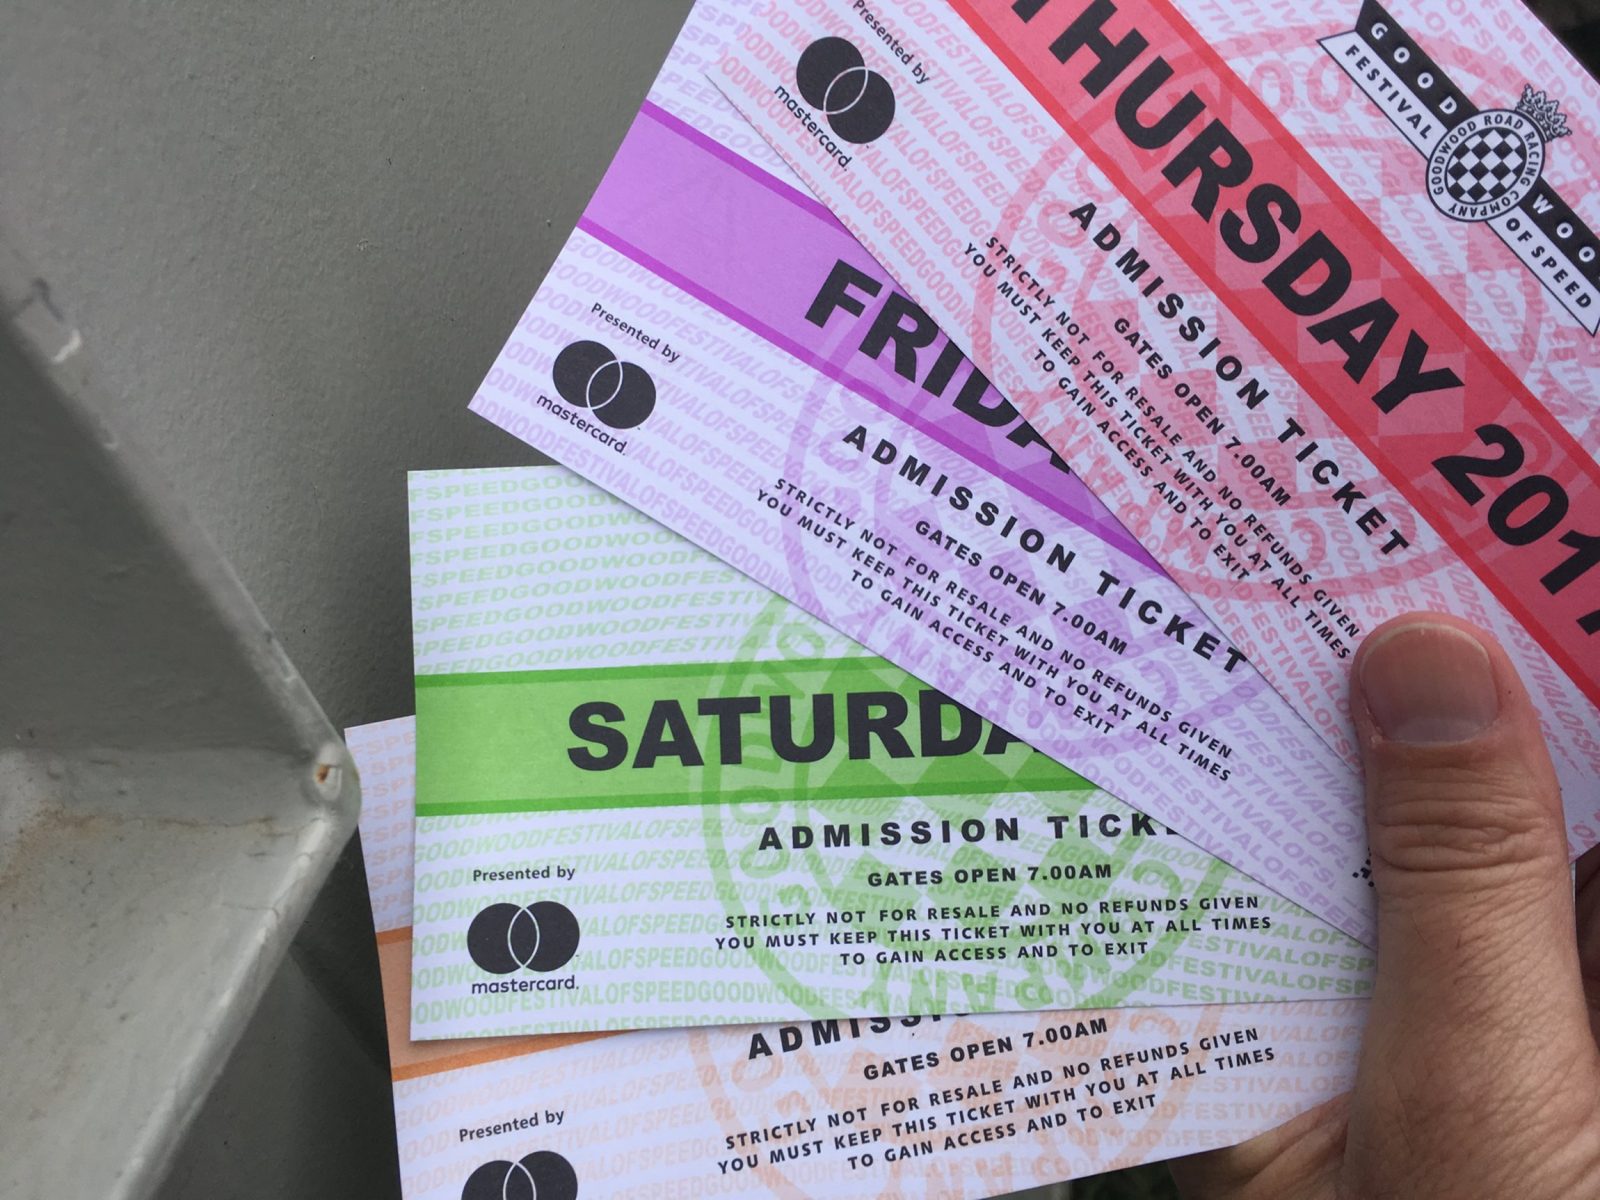 Presented by
mastercard.
THURSDAY 2017
GOOD WOO
FESTIVAL OF SPEED
GOODWOOD ROAD RACING COMPANY
ADMISSION TICKET
GATES OPEN 7.00AM
STRICTLY NOT FOR RESALE AND NO REFUNDS GIVEN
YOU MUST KEEP THIS TICKET WITH YOU AT ALL TIMES
TO GAIN ACCESS AND TO EXIT
FRIDA
Presented by
mastercard.
ADMISSION TICKET
GATES OPEN 7.00AM
STRICTLY NOT FOR RESALE AND NO REFUNDS GIVEN
YOU MUST KEEP THIS TICKET WITH YOU AT ALL TIMES
TO GAIN ACCESS AND TO EXIT
SATURDA
ADMISSION TICKE
GATES OPEN 7.00AM
Presented by
mastercard.
STRICTLY NOT FOR RESALE AND NO REFUNDS GIVEN
YOU MUST KEEP THIS TICKET WITH YOU AT ALL TIMES
TO GAIN ACCESS AND TO EXIT
ADMISSI
GATES OPEN 7.00AM
Presented by
STRICTLY NOT FOR RESALE AND NO REFUNDS GIVEN
YOU MUST KEEP THIS TICKET WITH YOU AT ALL TIMES
TO GAIN ACCESS AND TO EXIT